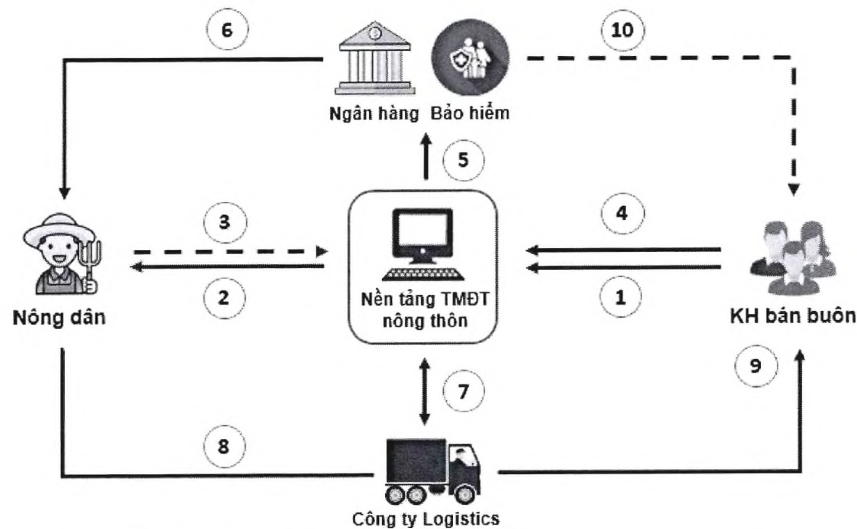 6
10
Ngân hàng
Bảo hiểm
5
3
4
2
Nền tảng TMĐT
nông thôn
1
Nông dân
KH bán buôn
9
7
8
Công ty Logistics